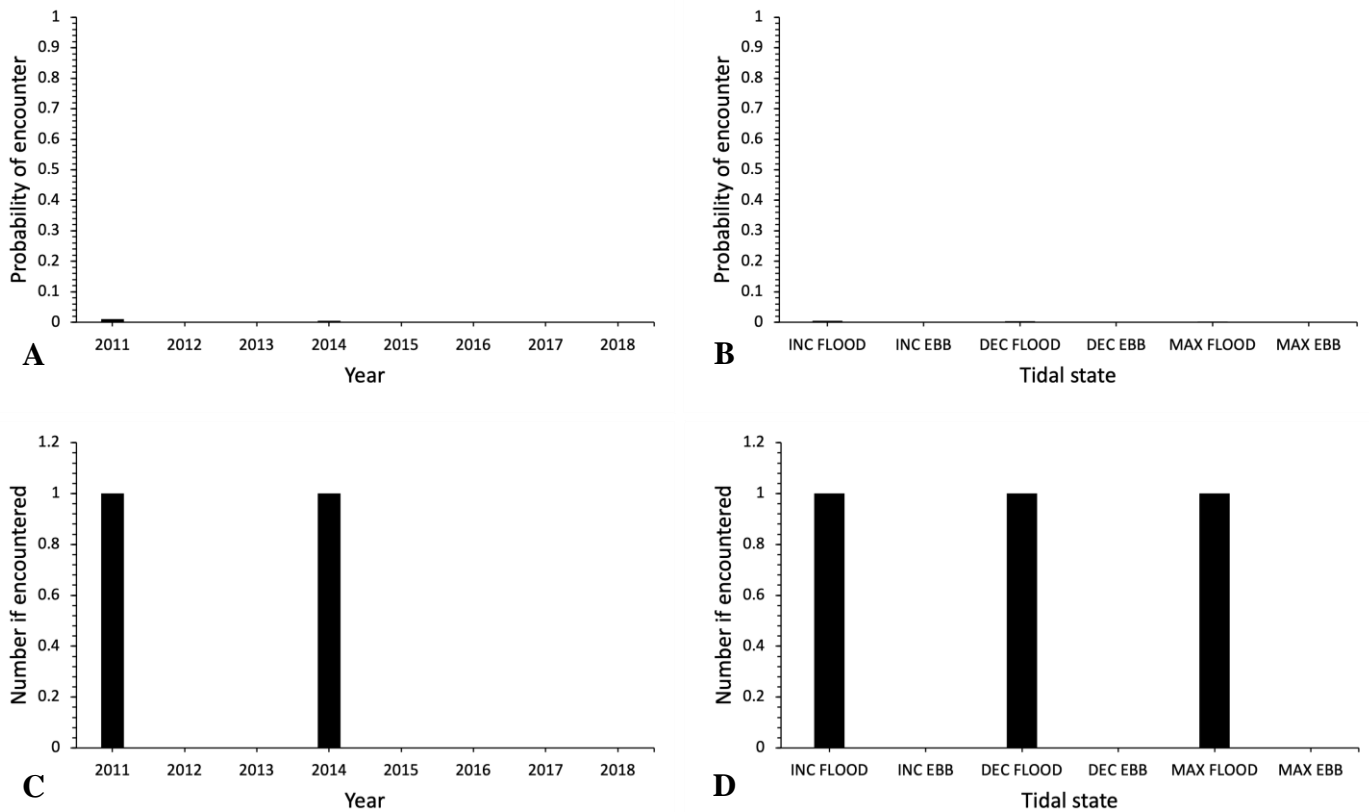 Probability of encounter
1
0.9
0.8
0.7
0.6
0.5
0.4
0.3
0.2
0.1
0
2011 2012 2013 2014 2015 2016 2017 2018
Year
A
Probability of encounter
1
0.9
0.8
0.7
0.6
0.5
0.4
0.3
0.2
0.1
0
INC FLOOD INC EBB DEC FLOOD DEC EBB MAX FLOOD MAX EBB
Tidal state
B
Number if encountered
1.2
1
0.8
0.6
0.4
0.2
0
2011 2012 2013 2014 2015 2016 2017 2018
Year
C
Number if encountered
1.2
1
0.8
0.6
0.4
0.2
0
INC FLOOD INC EBB DEC FLOOD DEC EBB MAX FLOOD MAX EBB
Tidal state
D